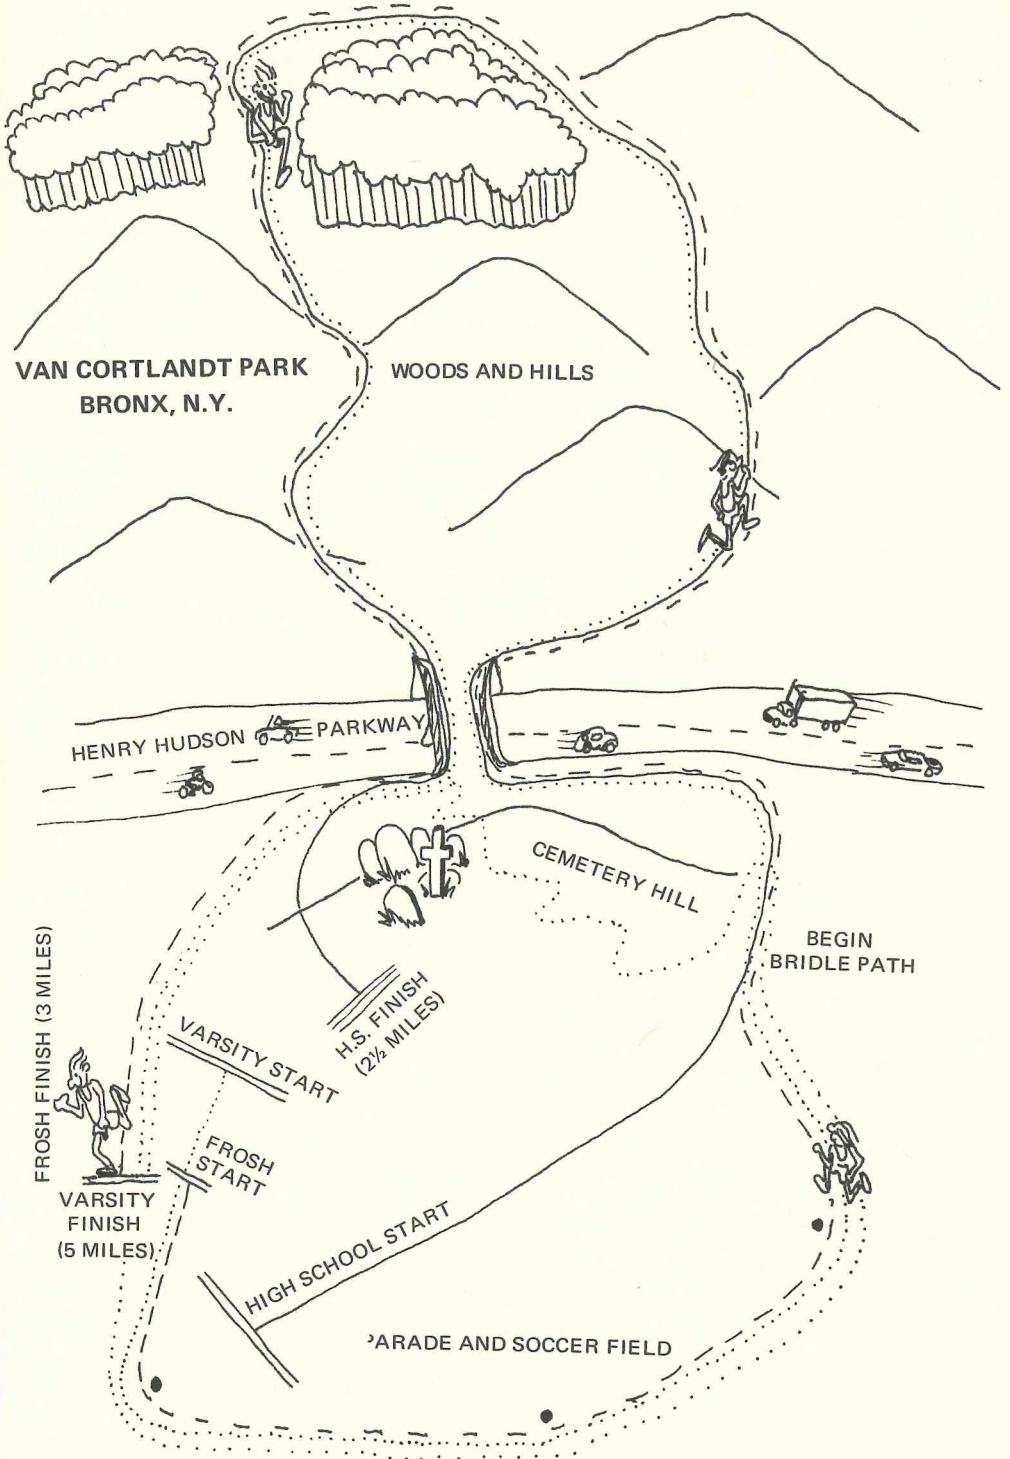 VAN CORTLANDT PARK
BRONX, N.Y.
WOODS AND HILLS
HENRY HUDSON PARKWAY
CEMETERY HILL
BEGIN
BRIDLE PATH
H.S. FINISH
(2½ MILES)
VARSITY START
FROSH FINISH (3 MILES)
FROSH
START
VARSITY
FINISH
(5 MILES)
HIGH SCHOOL START
ARADE AND SOCCER FIELD